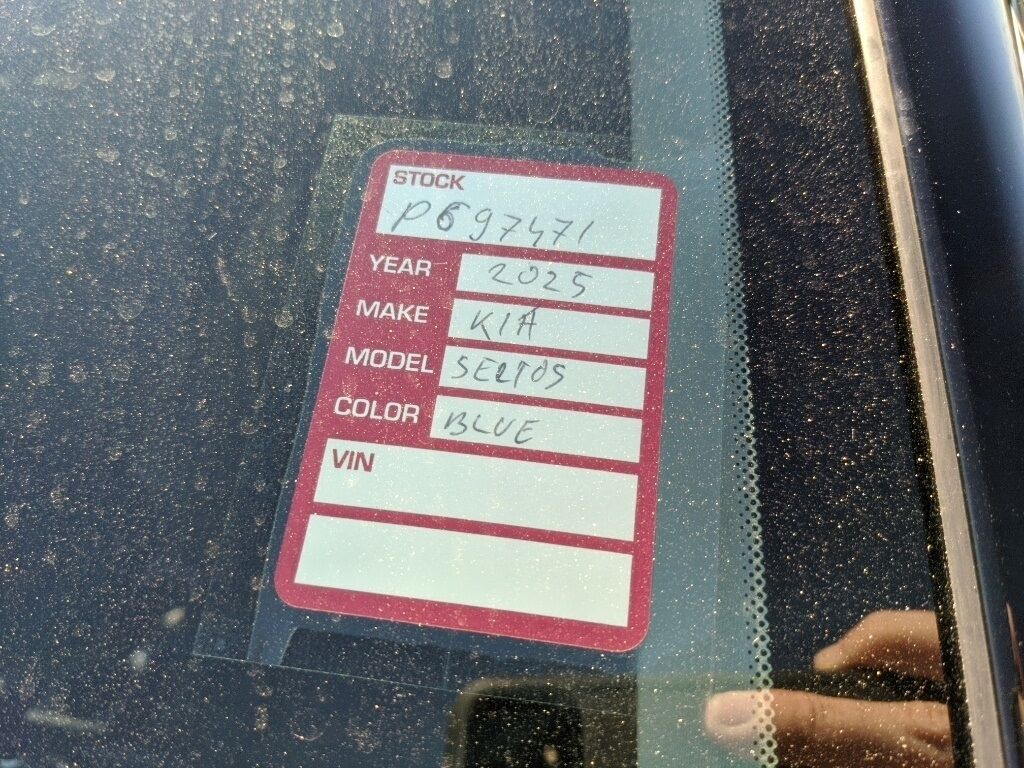 STOCK
P697471
YEAR 2025
MAKE KIA
MODEL SELTOS
COLOR BLUE
VIN